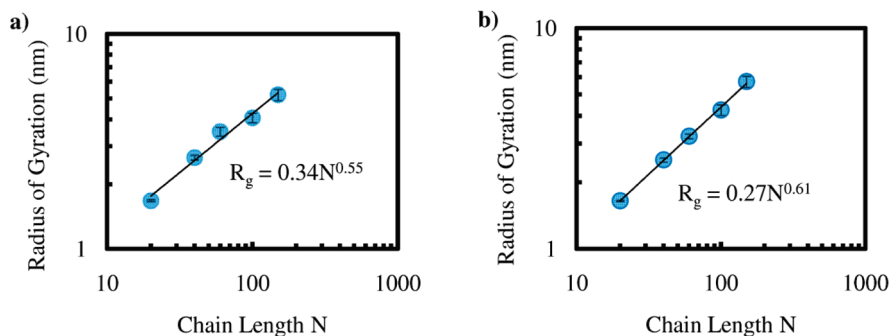 a)
10
Radius of Gyration (nm)
R_g = 0.34N^0.55
1
10 100 1000
Chain Length N
b)
10
Radius of Gyration (nm)
R_g = 0.27N^0.61
1
10 100 1000
Chain Length N